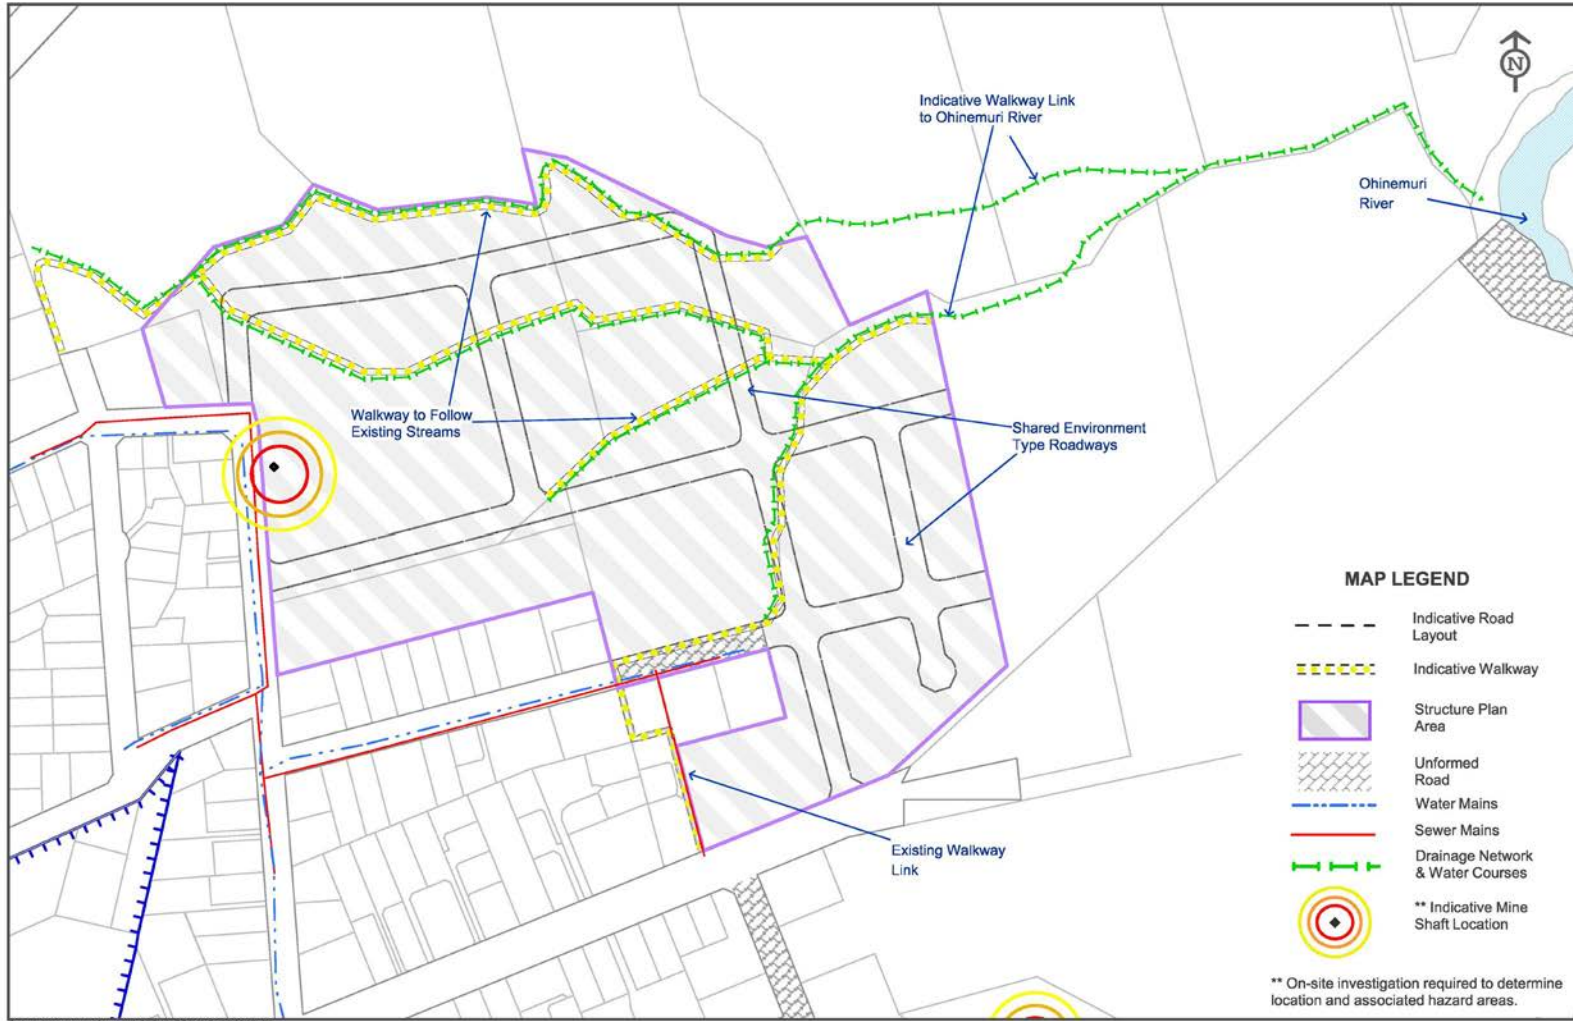 N
Indicative Walkway Link
to Ohinemuri River
Ohinemuri
River
Walkway to Follow
Existing Streams
Shared Environment
Type Roadways
Existing Walkway
Link
MAP LEGEND
Indicative Road
Layout
Indicative Walkway
Structure Plan
Area
Unformed
Road
Water Mains
Sewer Mains
Drainage Network
& Water Courses
** Indicative Mine
Shaft Location
** On-site investigation required to determine
location and associated hazard areas.